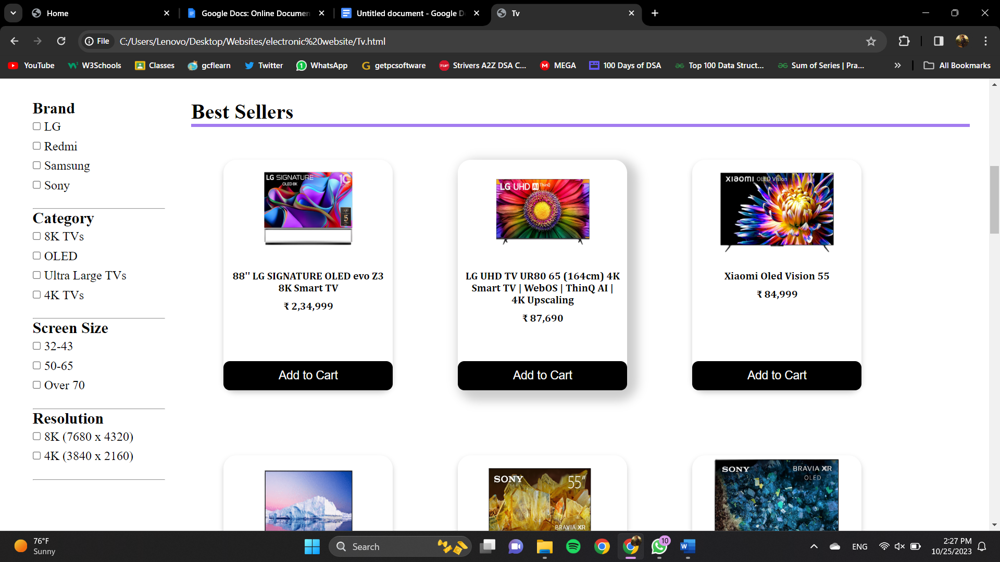 Home
Google Docs: Online Documen
Untitled document - Google D
Tv
File
C:/Users/Lenovo/Desktop/Websites/electronic%20website/Tv.html
YouTube
W3Schools
Classes
gcflearn
Twitter
WhatsApp
getpcsoftware
TUF
Strivers A2Z DSA C...
MEGA
100 Days of DSA
Top 100 Data Struct...
Sum of Series | Pra...
All Bookmarks
Brand
LG
Redmi
Samsung
Sony
Category
8K TVs
OLED
Ultra Large TVs
4K TVs
Screen Size
32-43
50-65
Over 70
Resolution
8K (7680 x 4320)
4K (3840 x 2160)
Best Sellers
LG SIGNATURE
OLED 8K
10
5
88'' LG SIGNATURE OLED evo Z3
8K Smart TV
₹ 2,34,999
Add to Cart
LG UHD AI ThinQ
LG UHD TV UR80 65 (164cm) 4K
Smart TV | WebOS | ThinQ AI |
4K Upscaling
₹ 87,690
Add to Cart
XIAOMI OLED Vision
Xiaomi Oled Vision 55
₹ 84,999
Add to Cart
SONY
55"
BRAVIA XR
SONY
BRAVIA XR
OLED
76°F
Sunny
Search
10
W
ENG
2:27 PM
10/25/2023